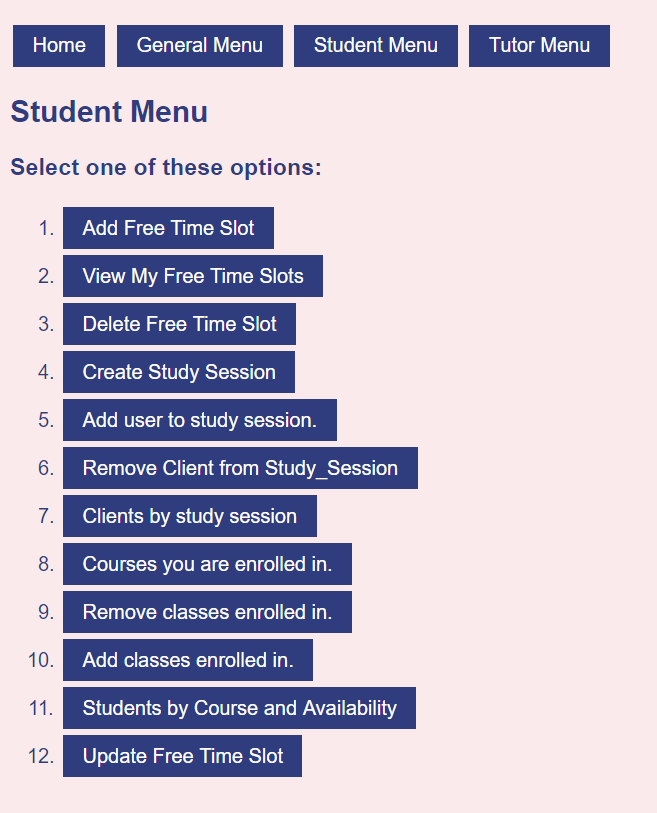 Home General Menu Student Menu Tutor Menu
Student Menu
Select one of these options:
1. Add Free Time Slot
2. View My Free Time Slots
3. Delete Free Time Slot
4. Create Study Session
5. Add user to study session.
6. Remove Client from Study_Session
7. Clients by study session
8. Courses you are enrolled in.
9. Remove classes enrolled in.
10. Add classes enrolled in.
11. Students by Course and Availability
12. Update Free Time Slot